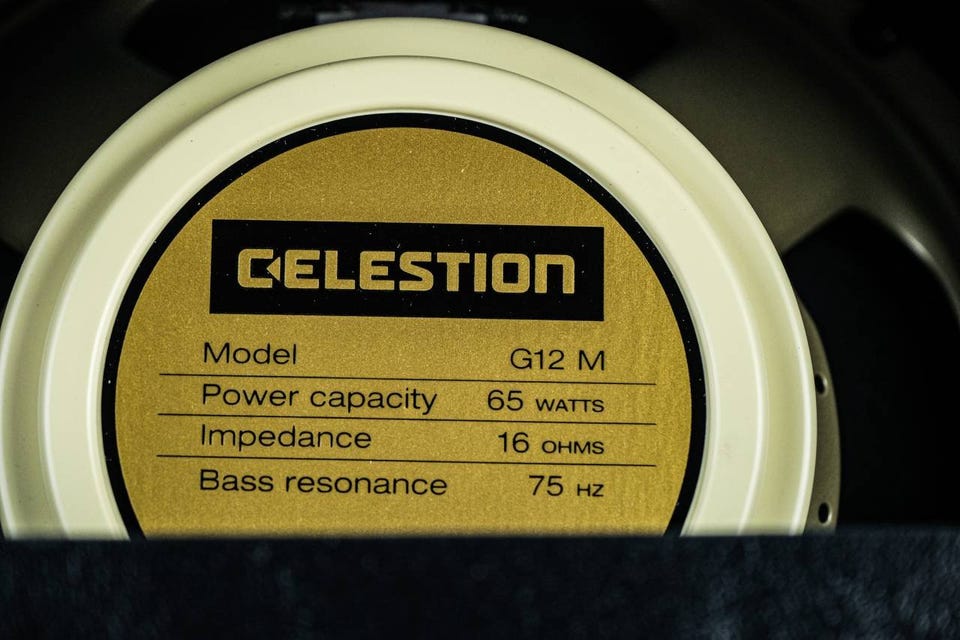 CELESTION
Model G12 M
Power capacity 65 WATTS
Impedance 16 OHMS
Bass resonance 75 HZ